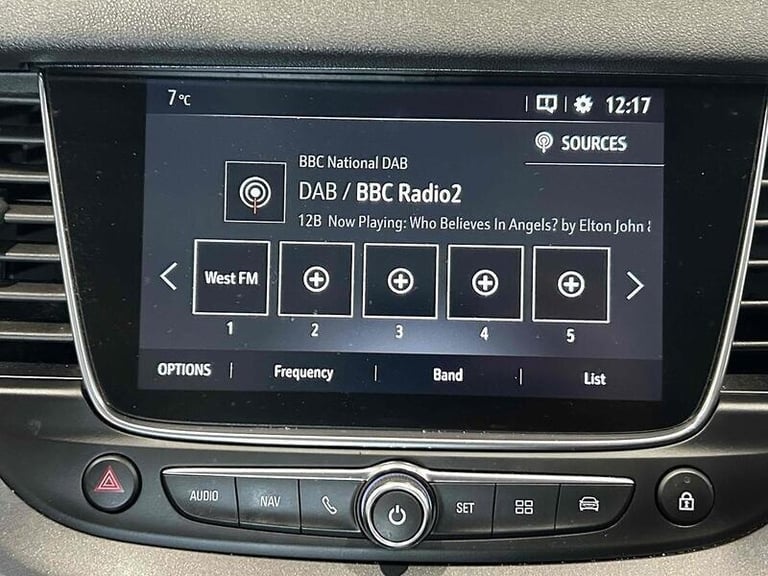 7 °C 12:17
SOURCES
BBC National DAB
DAB / BBC Radio2
12B Now Playing: Who Believes In Angels? by Elton John &
West FM
1 2 3 4 5
OPTIONS Frequency Band List
AUDIO NAV SET